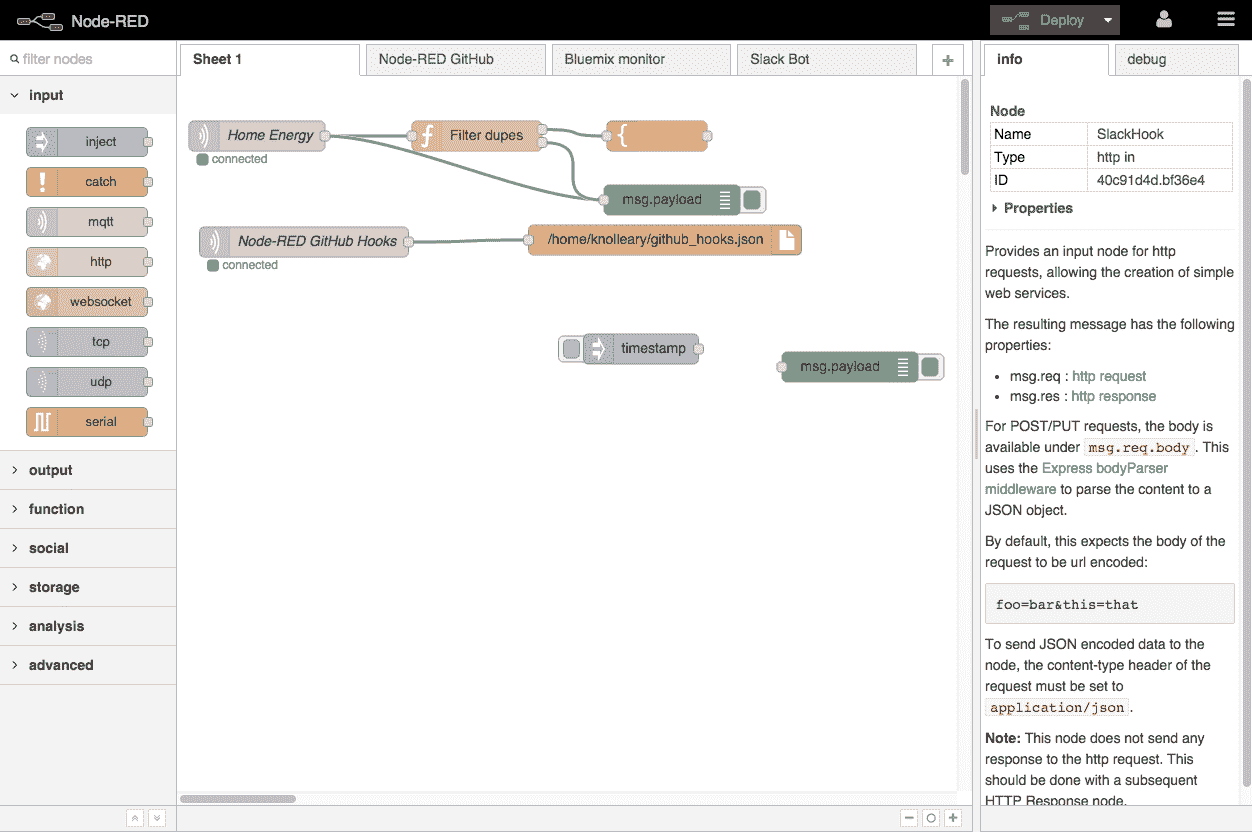 Node-RED
Deploy
filter nodes
input
inject
catch
mqtt
http
websocket
tcp
udp
serial
output
function
social
storage
analysis
advanced
Sheet 1
Node-RED GitHub
Bluemix monitor
Slack Bot
+
Home Energy
connected
f
Filter dupes
{
msg.payload
Node-RED GitHub Hooks
connected
/home/knolleary/github_hooks.json
timestamp
msg.payload
info
debug
Node
Name SlackHook
Type http in
ID 40c91d4d.bf36e4
Properties
Provides an input node for http
requests, allowing the creation of simple
web services.
The resulting message has the following
properties:
• msg.req : http request
• msg.res : http response
For POST/PUT requests, the body is
available under msg.req.body. This
uses the Express bodyParser
middleware to parse the content to a
JSON object.
By default, this expects the body of the
request to be url encoded:
foo=bar&this=that
To send JSON encoded data to the
node, the content-type header of the
request must be set to
application/json.
Note: This node does not send any
response to the http request. This
should be done with a subsequent
HTTP Response node.